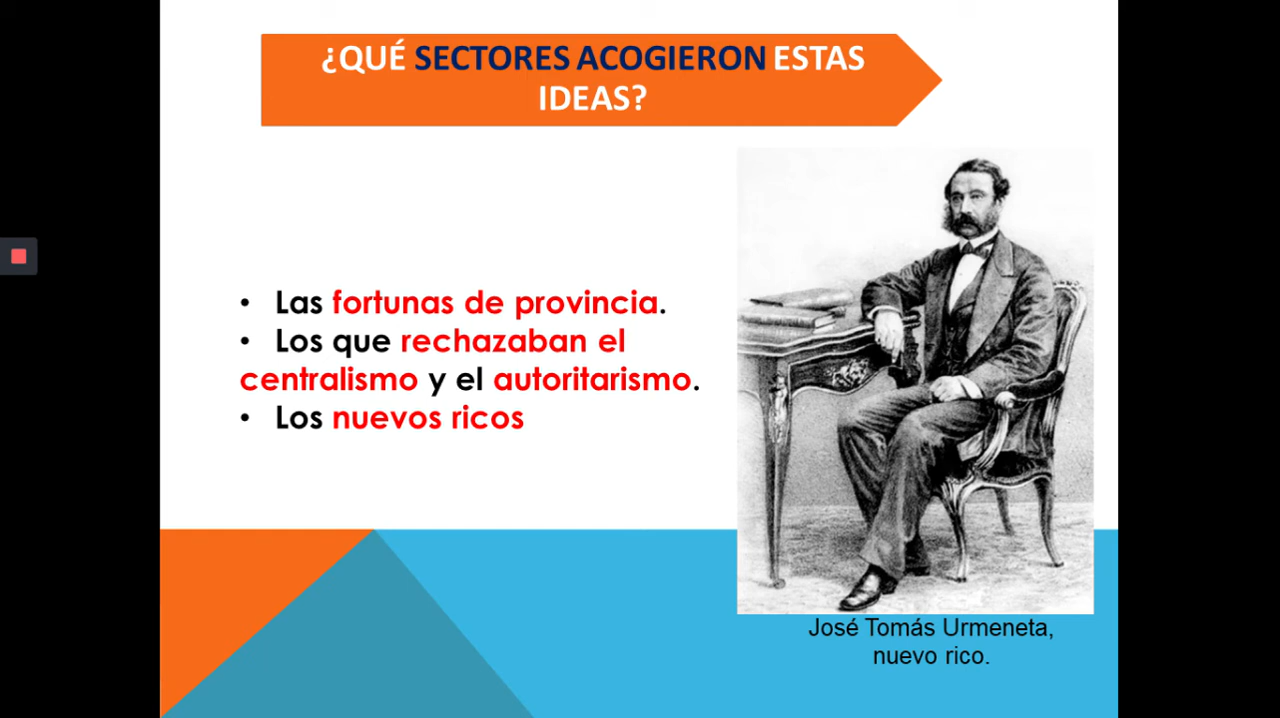 ¿QUÉ SECTORES ACOGIERON ESTAS
IDEAS?
• Las fortunas de provincia.
• Los que rechazaban el
centralismo y el autoritarismo.
• Los nuevos ricos
José Tomás Urmeneta,
nuevo rico.